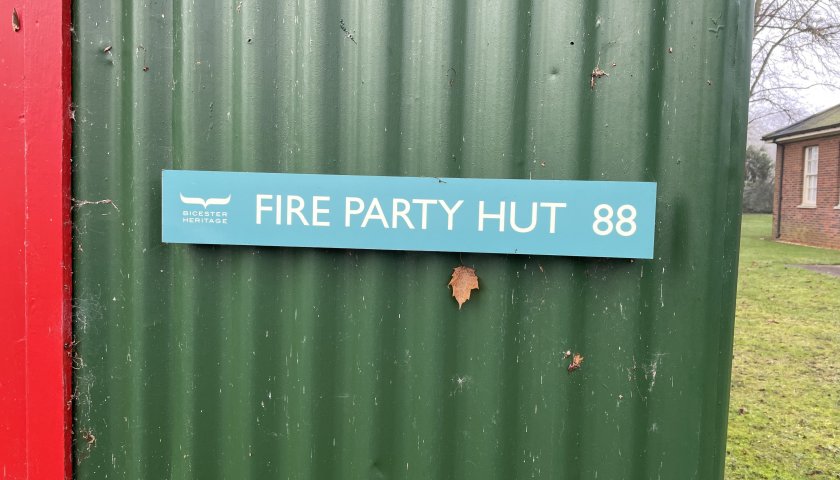 BICESTER
HERITAGE
FIRE PARTY HUT 88